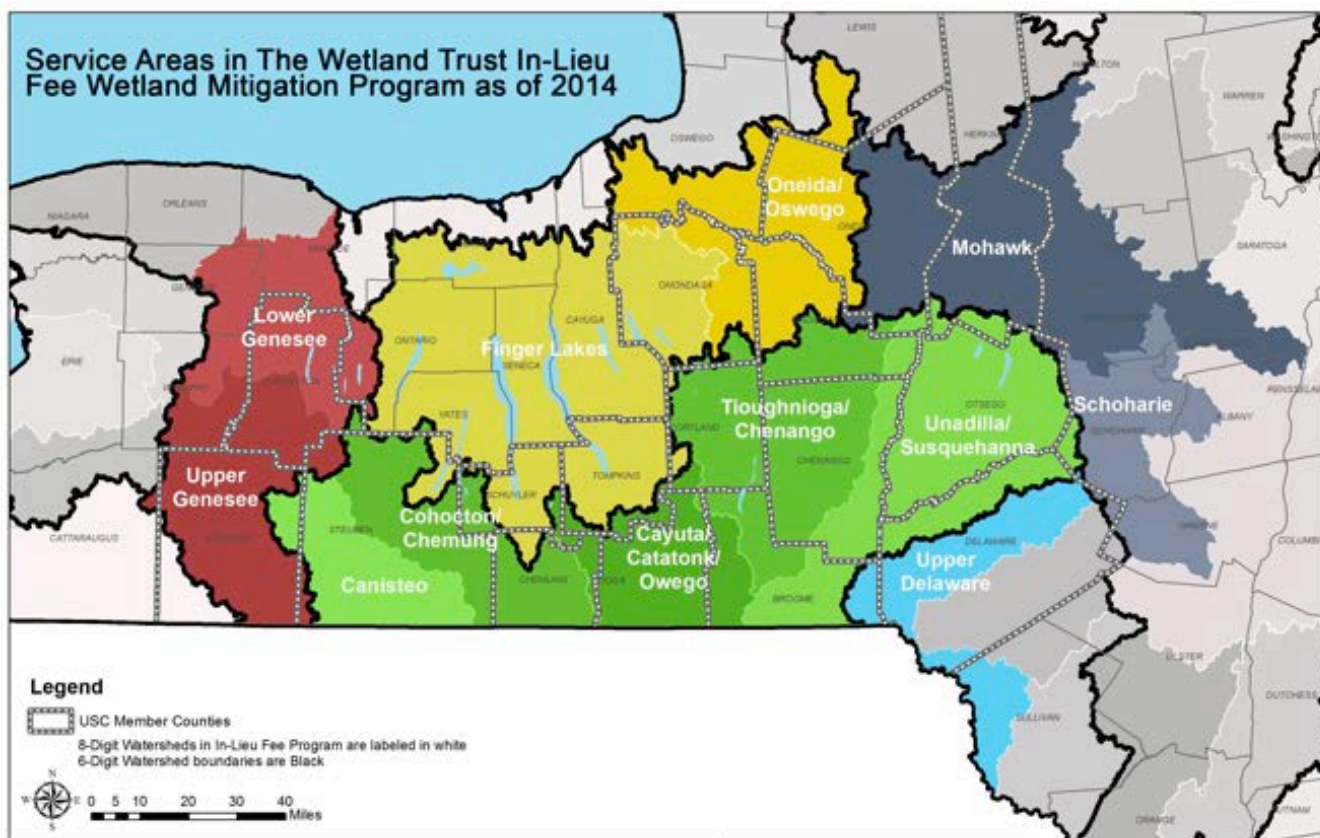 Service Areas in The Wetland Trust In-Lieu
Fee Wetland Mitigation Program as of 2014
LEWIS
HAMILTON
WARREN
OSWEGO
Oneida/
Oswego
NIAGARA
ORLEANS
Mohawk
SARATOGA
ONONDAGA
Lower
Genesee
CAYUGA
ONTARIO
Finger Lakes
SENECA
ERIE
OTSEGO
Schoharie
SCHOHARIE
ALBANY
YATES
Tioughnioga/
Chenango
Unadilla/
Susquehanna
CORTLAND
CHENANGO
Upper
Genesee
TOMPKINS
SCHUYLER
STEUBEN
Cohocton/
Chemung
Cayuta/
Catatonk/
Owego
CATTARAUGUS
GREENE
COLUMBIA
DELAWARE
Upper
Delaware
Canisteo
CHEMUNG
TIOGA
BROOME
ULSTER
DUTCHESS
SULLIVAN
ORANGE
Legend
USC Member Counties
8-Digit Watersheds in In-Lieu Fee Program are labeled in white
6-Digit Watershed boundaries are Black
N
W E
S
0 5 10 20 30 40
Miles